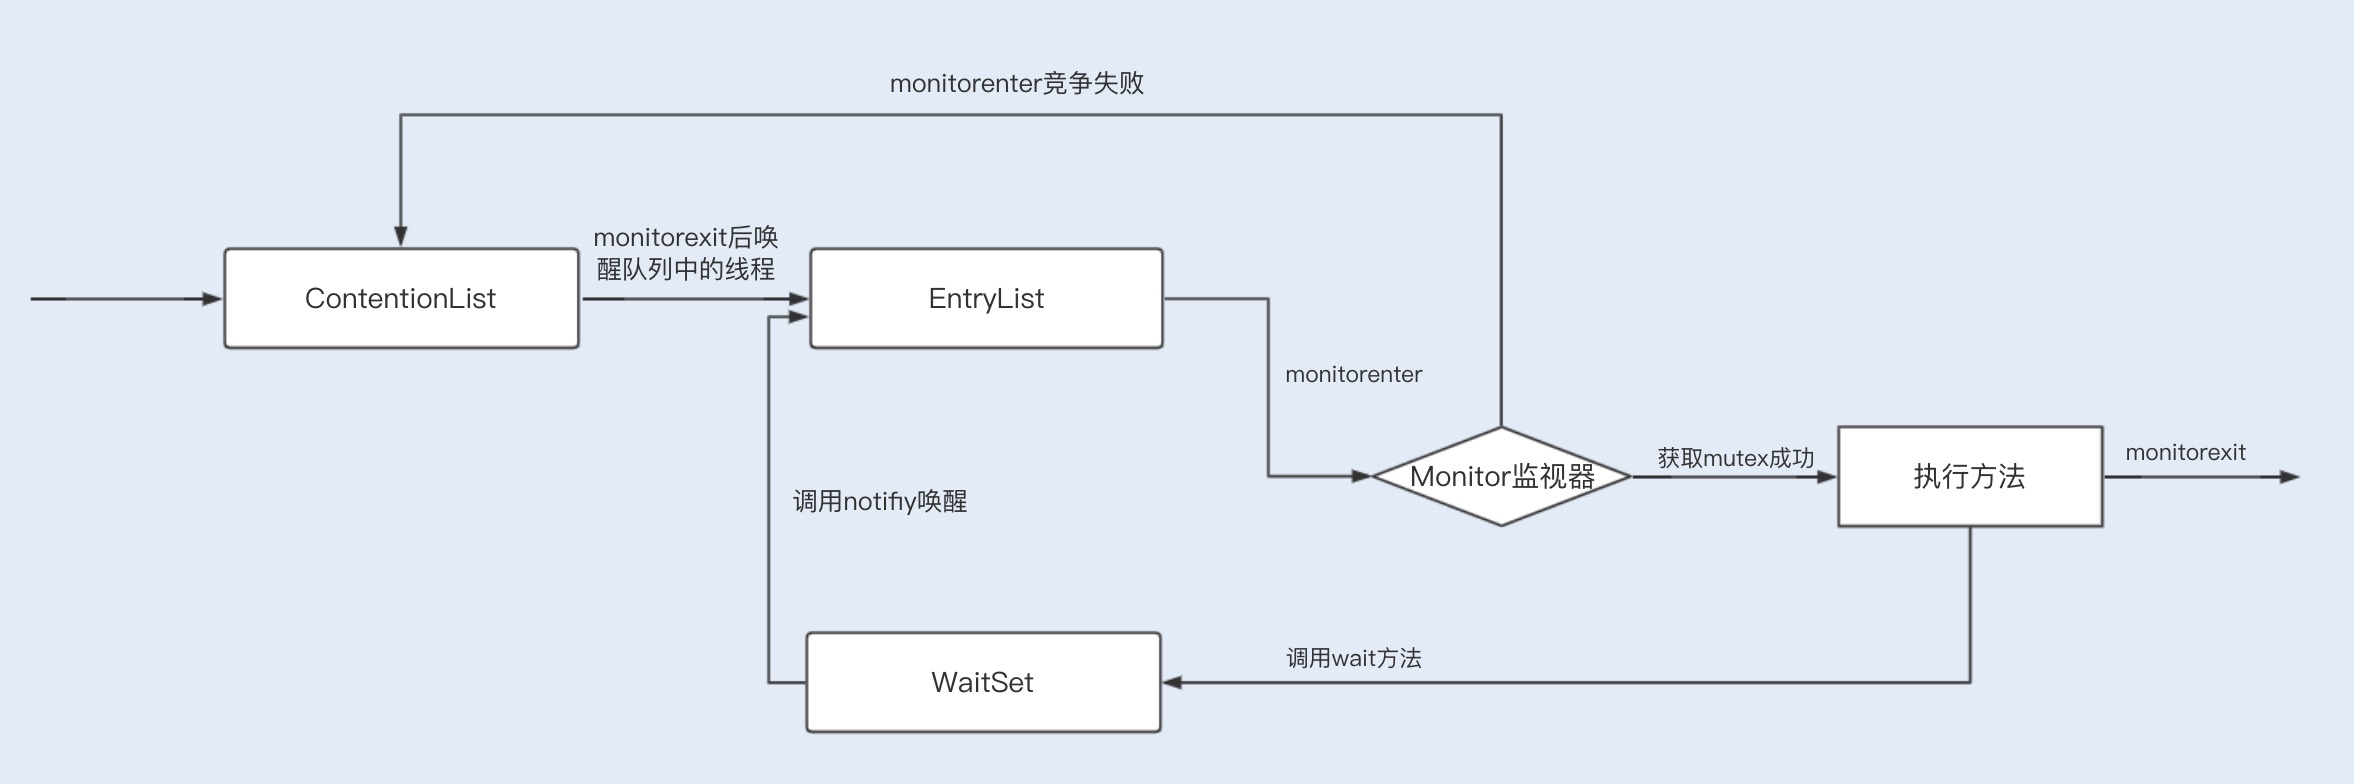 monitorenter竞争失败
monitorexit后唤
醒队列中的线程
ContentionList
EntryList
monitorenter
获取mutex成功
monitorexit
Monitor监视器
执行方法
调用notifiy唤醒
调用wait方法
WaitSet